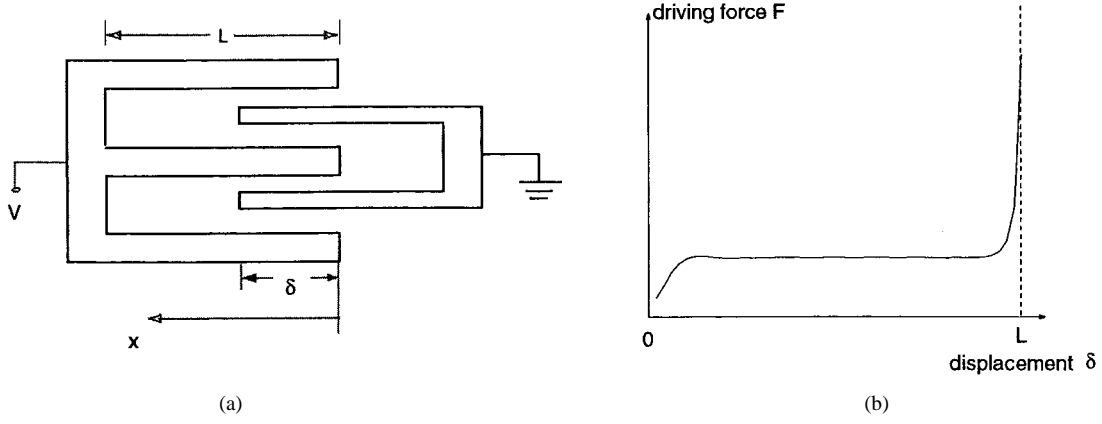 L
V
δ
x
(a)
driving force F
0
L
displacement δ
(b)